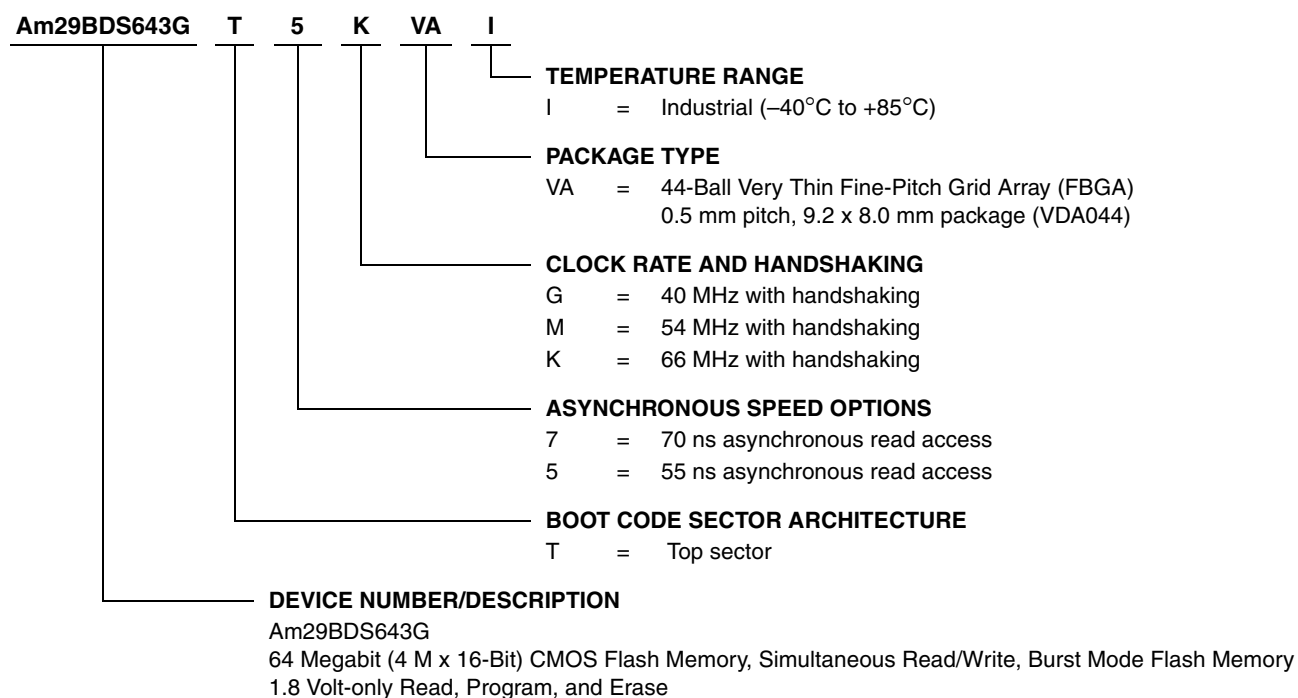 Am29BDS643G T 5 K VA I
TEMPERATURE RANGE
I = Industrial (–40°C to +85°C)
PACKAGE TYPE
VA = 44-Ball Very Thin Fine-Pitch Grid Array (FBGA)
0.5 mm pitch, 9.2 x 8.0 mm package (VDA044)
CLOCK RATE AND HANDSHAKING
G = 40 MHz with handshaking
M = 54 MHz with handshaking
K = 66 MHz with handshaking
ASYNCHRONOUS SPEED OPTIONS
7 = 70 ns asynchronous read access
5 = 55 ns asynchronous read access
BOOT CODE SECTOR ARCHITECTURE
T = Top sector
DEVICE NUMBER/DESCRIPTION
Am29BDS643G
64 Megabit (4 M x 16-Bit) CMOS Flash Memory, Simultaneous Read/Write, Burst Mode Flash Memory
1.8 Volt-only Read, Program, and Erase